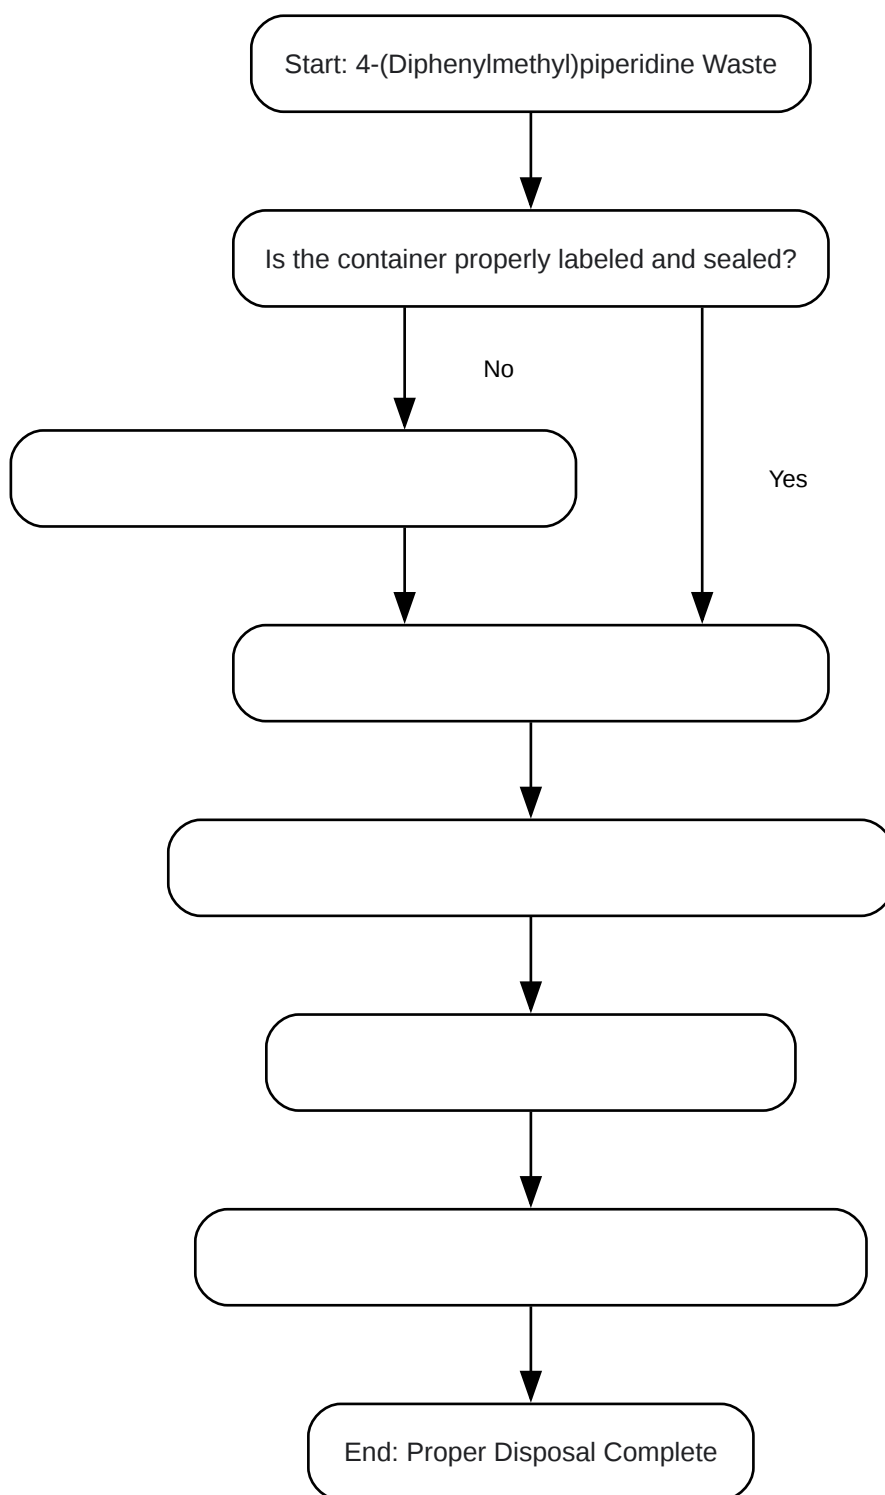 Start: 4-(Diphenylmethyl)piperidine Waste
Is the container properly labeled and sealed?
No
Yes
End: Proper Disposal Complete